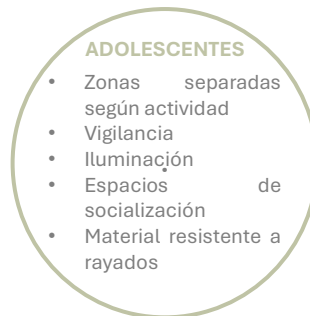 ADOLESCENTES
• Zonas separadas
según actividad
• Vigilancia
• Iluminación
• Espacios de
socialización
• Material resistente a
rayados